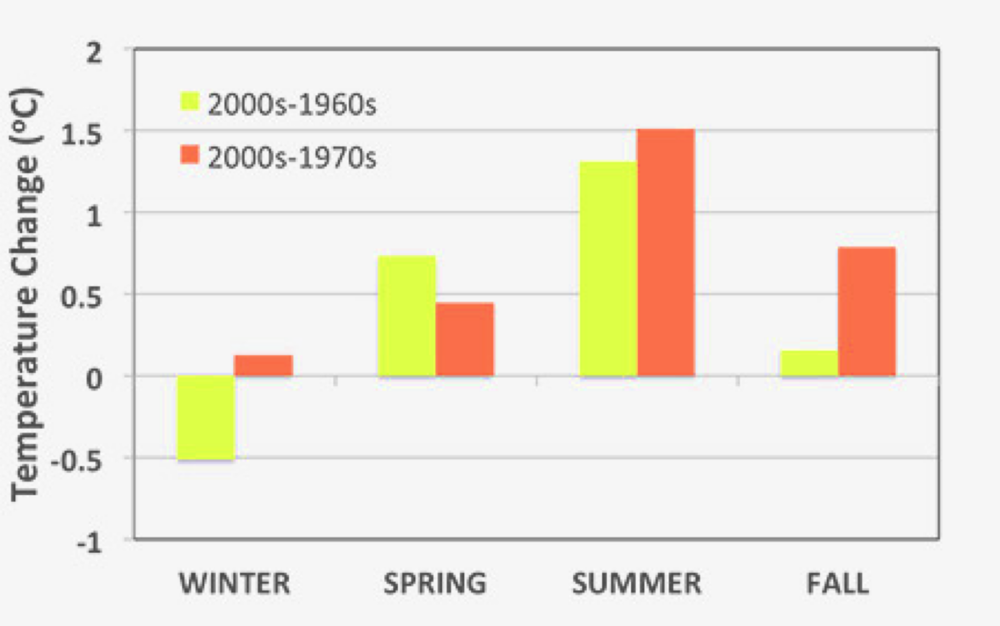 Temperature Change (ºC)
2
1.5
1
0.5
0
-0.5
-1
2000s-1960s
2000s-1970s
WINTER SPRING SUMMER FALL